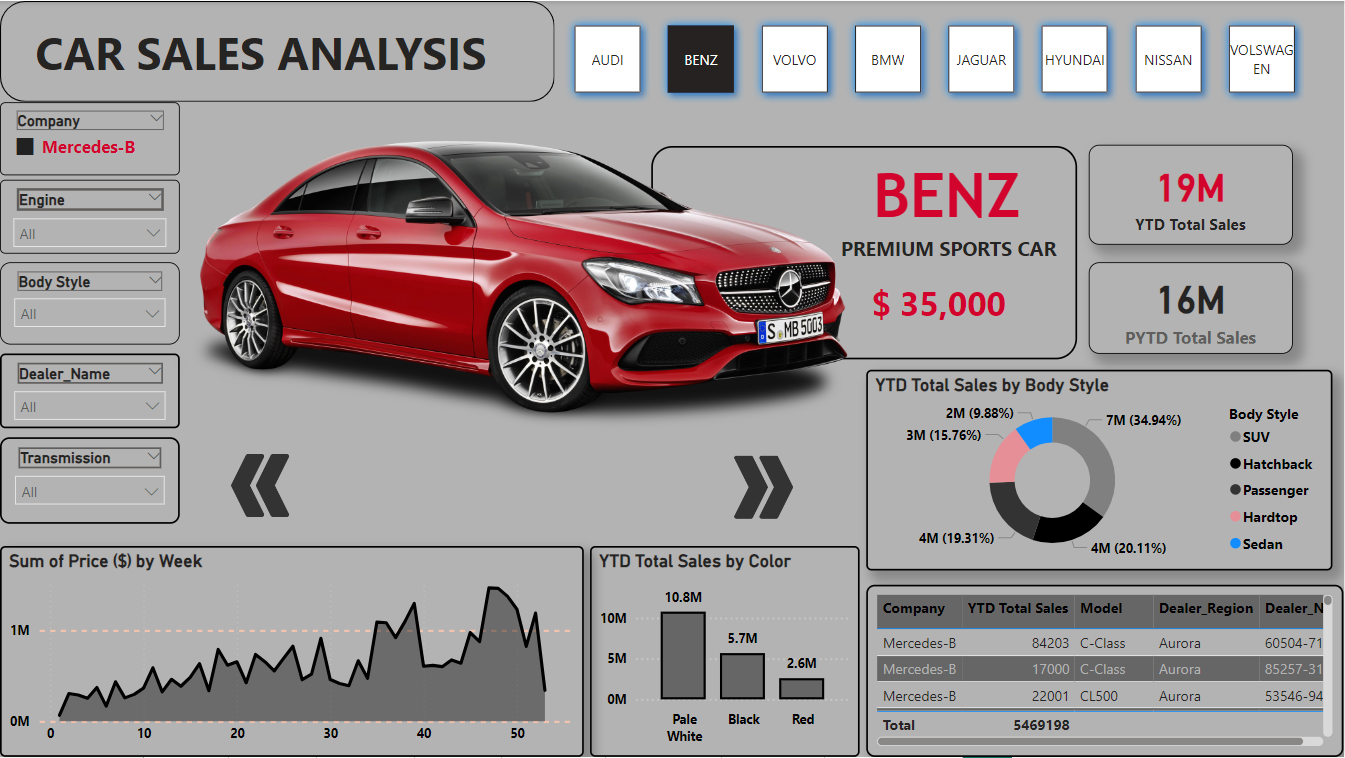 CAR SALES ANALYSIS
AUDI
BENZ
VOLVO
BMW
JAGUAR
HYUNDAI
NISSAN
VOLSWAG
EN
Company
Mercedes-B
Engine
All
Body Style
All
Dealer_Name
All
Transmission
All
BENZ
PREMIUM SPORTS CAR
$ 35,000
S MB 5003
19M
YTD Total Sales
16M
PYTD Total Sales
YTD Total Sales by Body Style
2M (9.88%)
7M (34.94%)
3M (15.76%)
4M (19.31%)
4M (20.11%)
Body Style
SUV
Hatchback
Passenger
Hardtop
Sedan
Sum of Price ($) by Week
1M
0M
0 10 20 30 40 50
YTD Total Sales by Color
10.8M
10M
5.7M
5M
2.6M
0M
Pale
White
Black
Red
Company YTD Total Sales Model Dealer_Region Dealer_N
Mercedes-B 84203 C-Class Aurora 60504-71
Mercedes-B 17000 C-Class Aurora 85257-31
Mercedes-B 22001 CL500 Aurora 53546-94
Total 5469198